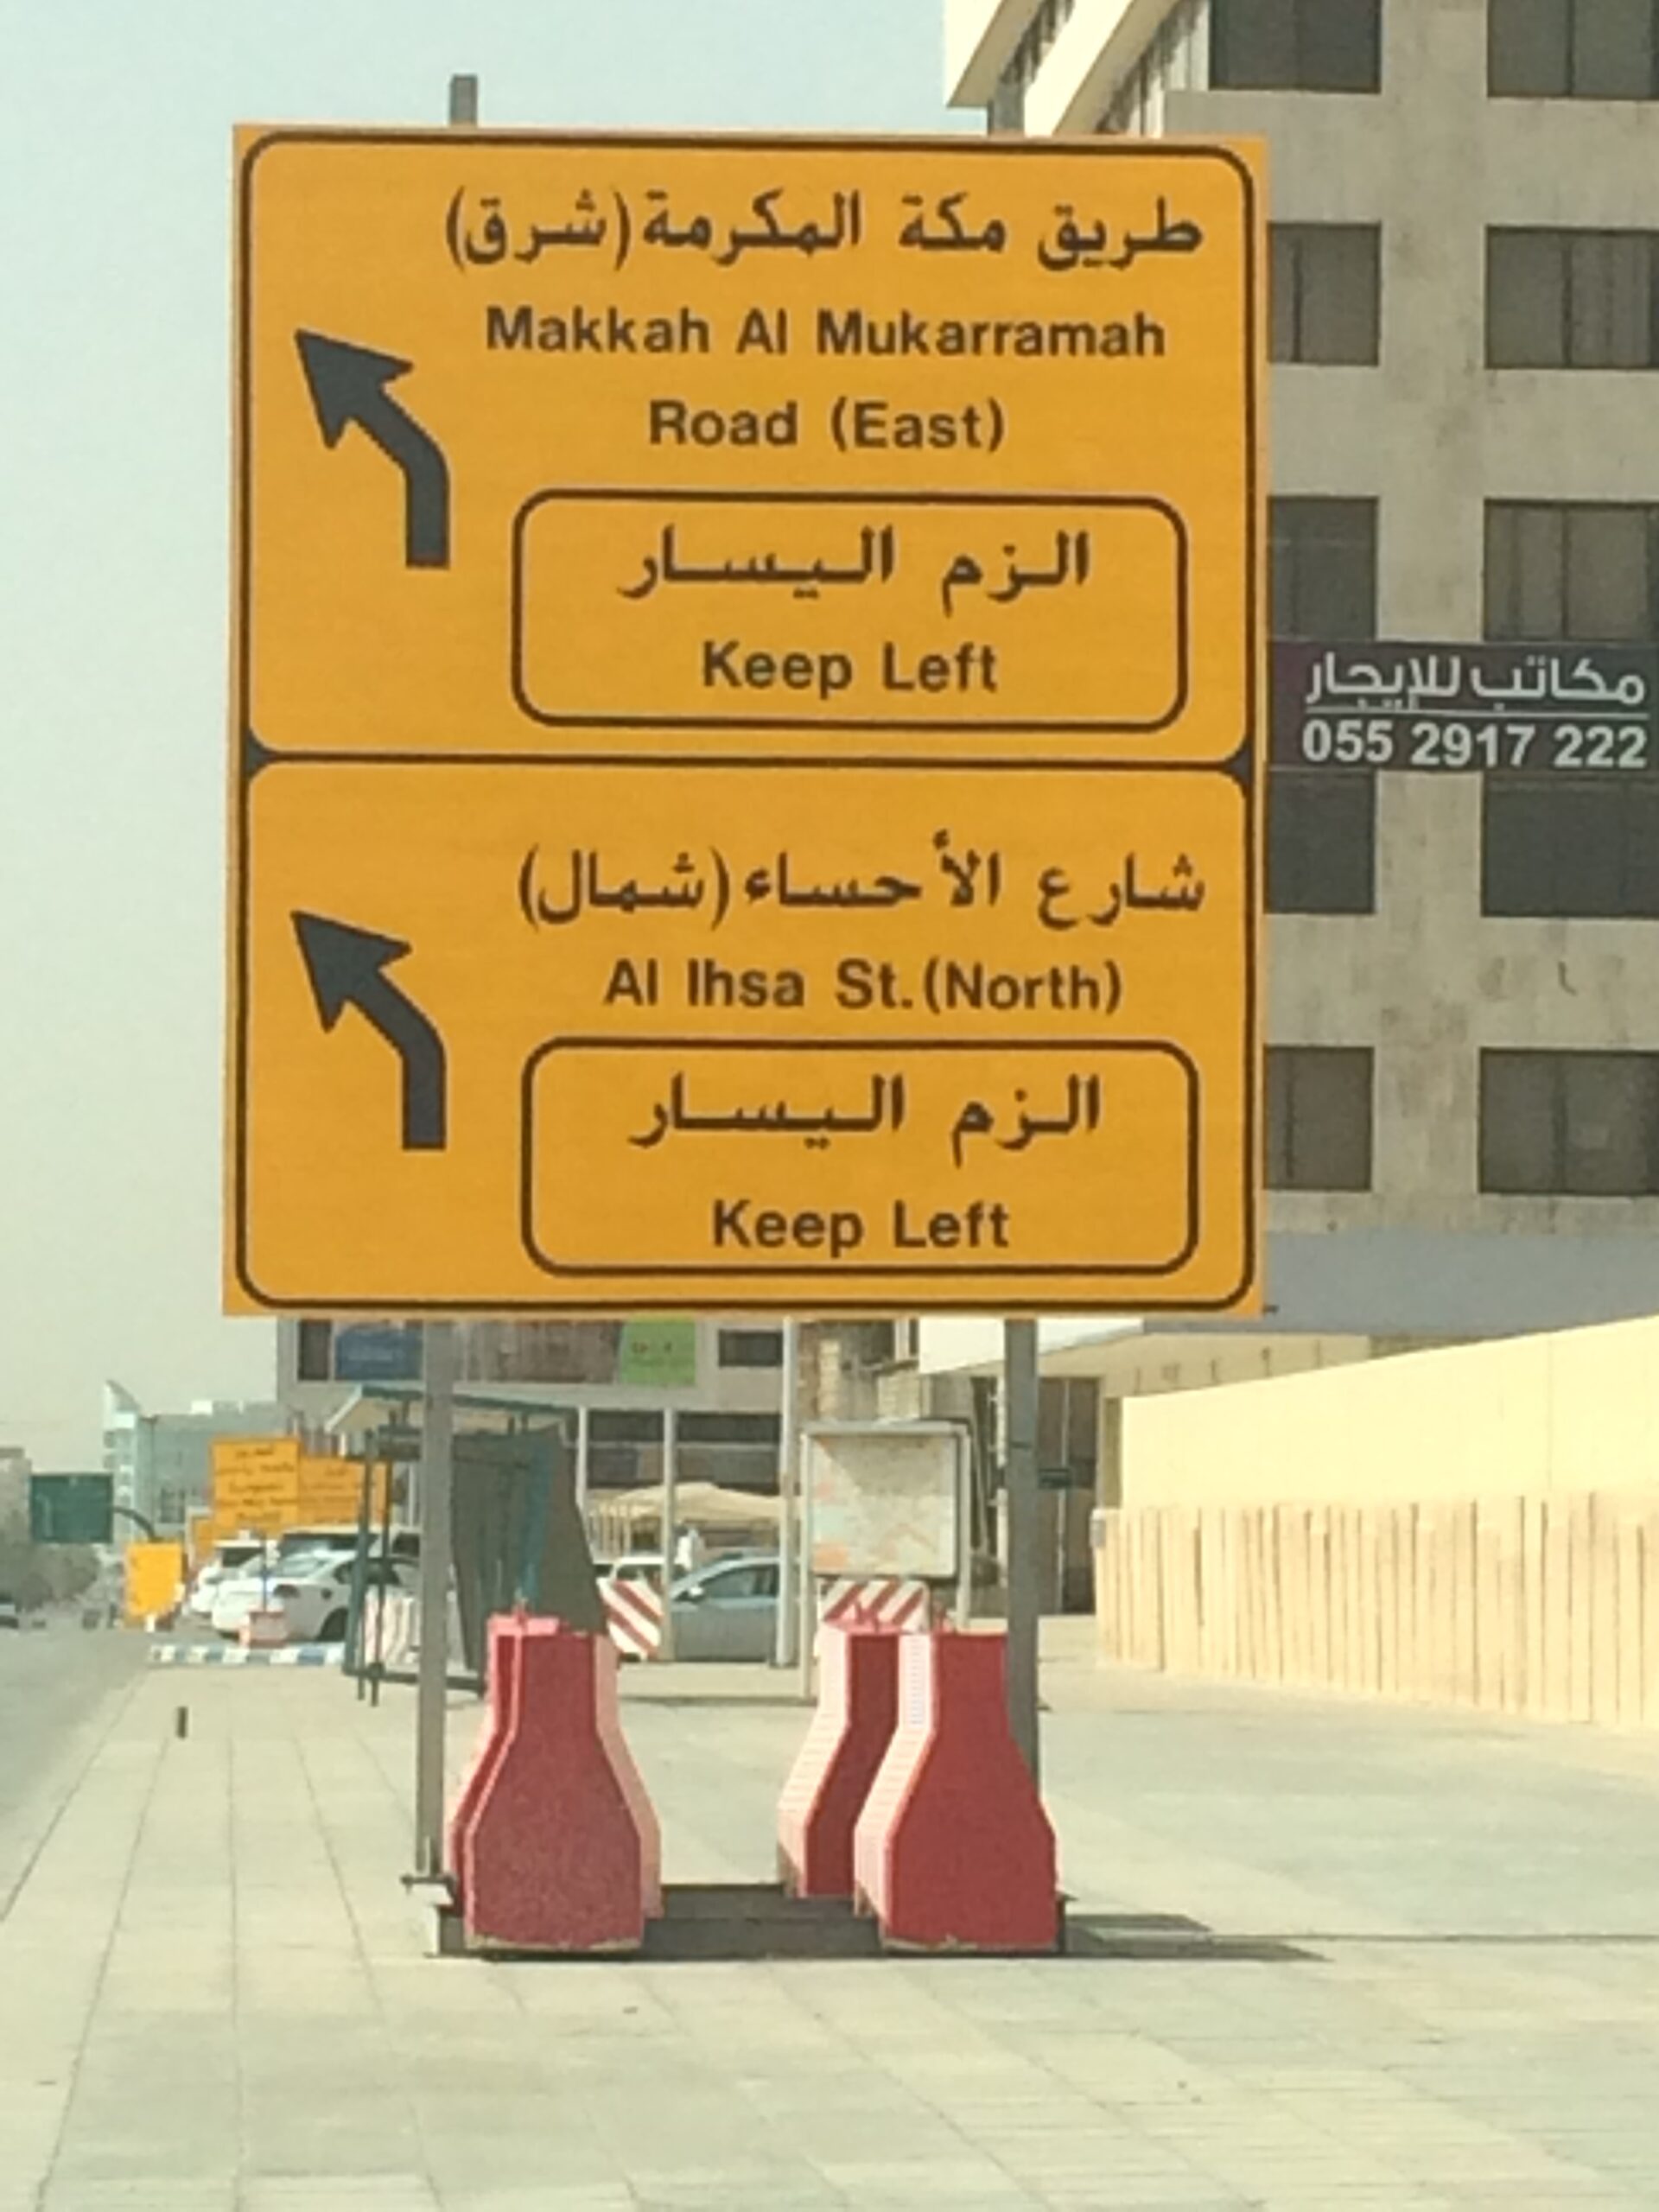 طريق مكة المكرمة (شرق)
Makkah Al Mukarramah
Road (East)
الزم اليسار
Keep Left
شارع الأحساء (شمال)
Al Ihsa St. (North)
الزم اليسار
Keep Left
مكاتب للإيجار
055 2917 222